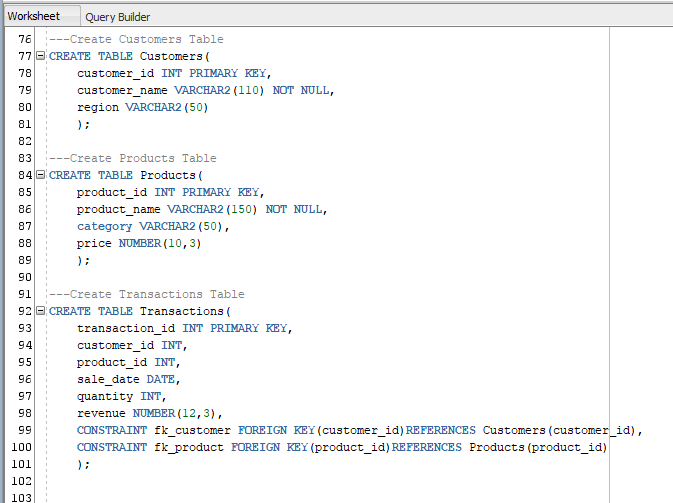 Worksheet Query Builder
76 ---Create Customers Table
77 CREATE TABLE Customers(
78 customer_id INT PRIMARY KEY,
79 customer_name VARCHAR2(110) NOT NULL,
80 region VARCHAR2(50)
81 );
82
83 ---Create Products Table
84 CREATE TABLE Products(
85 product_id INT PRIMARY KEY,
86 product_name VARCHAR2(150) NOT NULL,
87 category VARCHAR2(50),
88 price NUMBER(10,3)
89 );
90
91 ---Create Transactions Table
92 CREATE TABLE Transactions(
93 transaction_id INT PRIMARY KEY,
94 customer_id INT,
95 product_id INT,
96 sale_date DATE,
97 quantity INT,
98 revenue NUMBER(12,3),
99 CONSTRAINT fk_customer FOREIGN KEY(customer_id)REFERENCES Customers(customer_id),
100 CONSTRAINT fk_product FOREIGN KEY(product_id)REFERENCES Products(product_id)
101 );
102
103